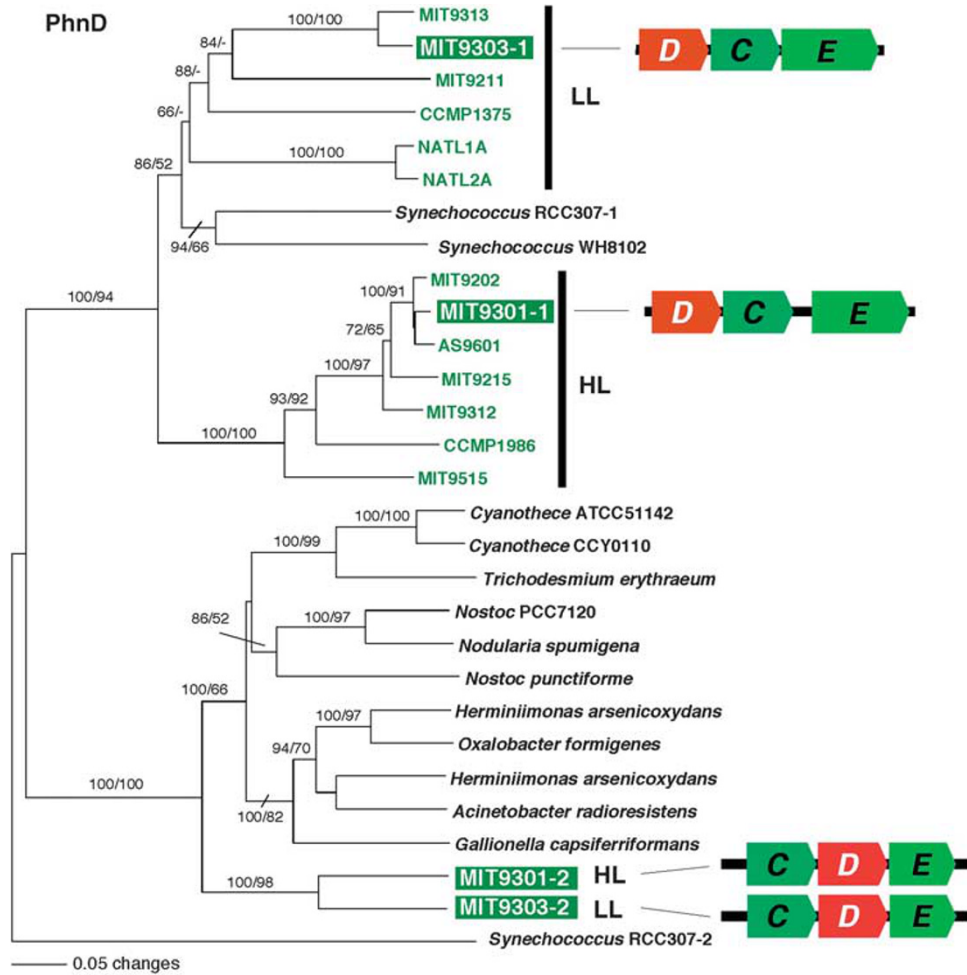 PhnD
100/100
MIT9313
84/-
MIT9303-1
D C E
88/-
MIT9211
LL
66/-
CCMP1375
100/100
NATL1A
86/52
NATL2A
Synechococcus RCC307-1
94/66
Synechococcus WH8102
MIT9202
100/91
100/94
MIT9301-1
D C E
72/65
AS9601
100/97
MIT9215
HL
93/92
MIT9312
100/100
CCMP1986
MIT9515
Cyanothece ATCC51142
100/100
100/99
Cyanothece CCY0110
Trichodesmium erythraeum
86/52
100/97
Nostoc PCC7120
Nodularia spumigena
Nostoc punctiforme
100/66
Herminiimonas arsenicoxydans
100/97
94/70
Oxalobacter formigenes
100/100
Herminiimonas arsenicoxydans
100/82
Acinetobacter radioresistens
Gallionella capsiferriformans
100/98
MIT9301-2 HL
C D E
MIT9303-2 LL
C D E
Synechococcus RCC307-2
0.05 changes